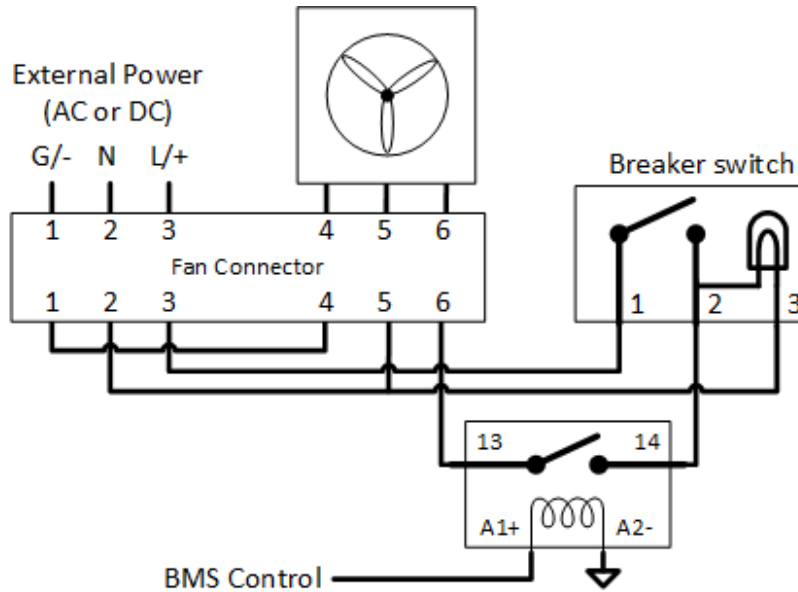 External Power
(AC or DC)
G/- N L/+
Breaker switch
1 2 3 4 5 6
Fan Connector
1 2 3 4 5 6
1 2 3
13 14
A1+ A2-
BMS Control